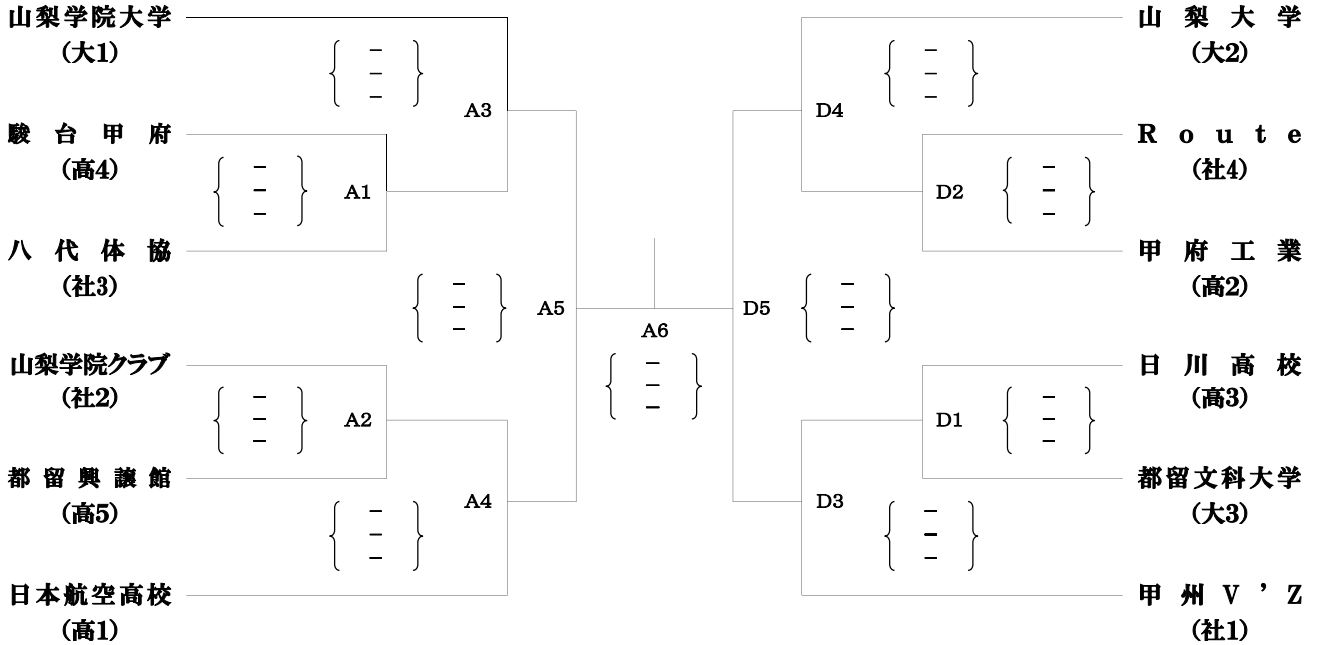 山梨学院大学
(大1)
A3
駿台甲府
(高4)
A1
八代体協
(社3)
A5
山梨学院クラブ
(社2)
A2
都留興譲館
(高5)
A4
日本航空高校
(高1)
A6
山梨大学
(大2)
D4
Route
(社4)
D2
甲府工業
(高2)
D5
日川高校
(高3)
D1
都留文科大学
(大3)
D3
甲州V’Z
(社1)